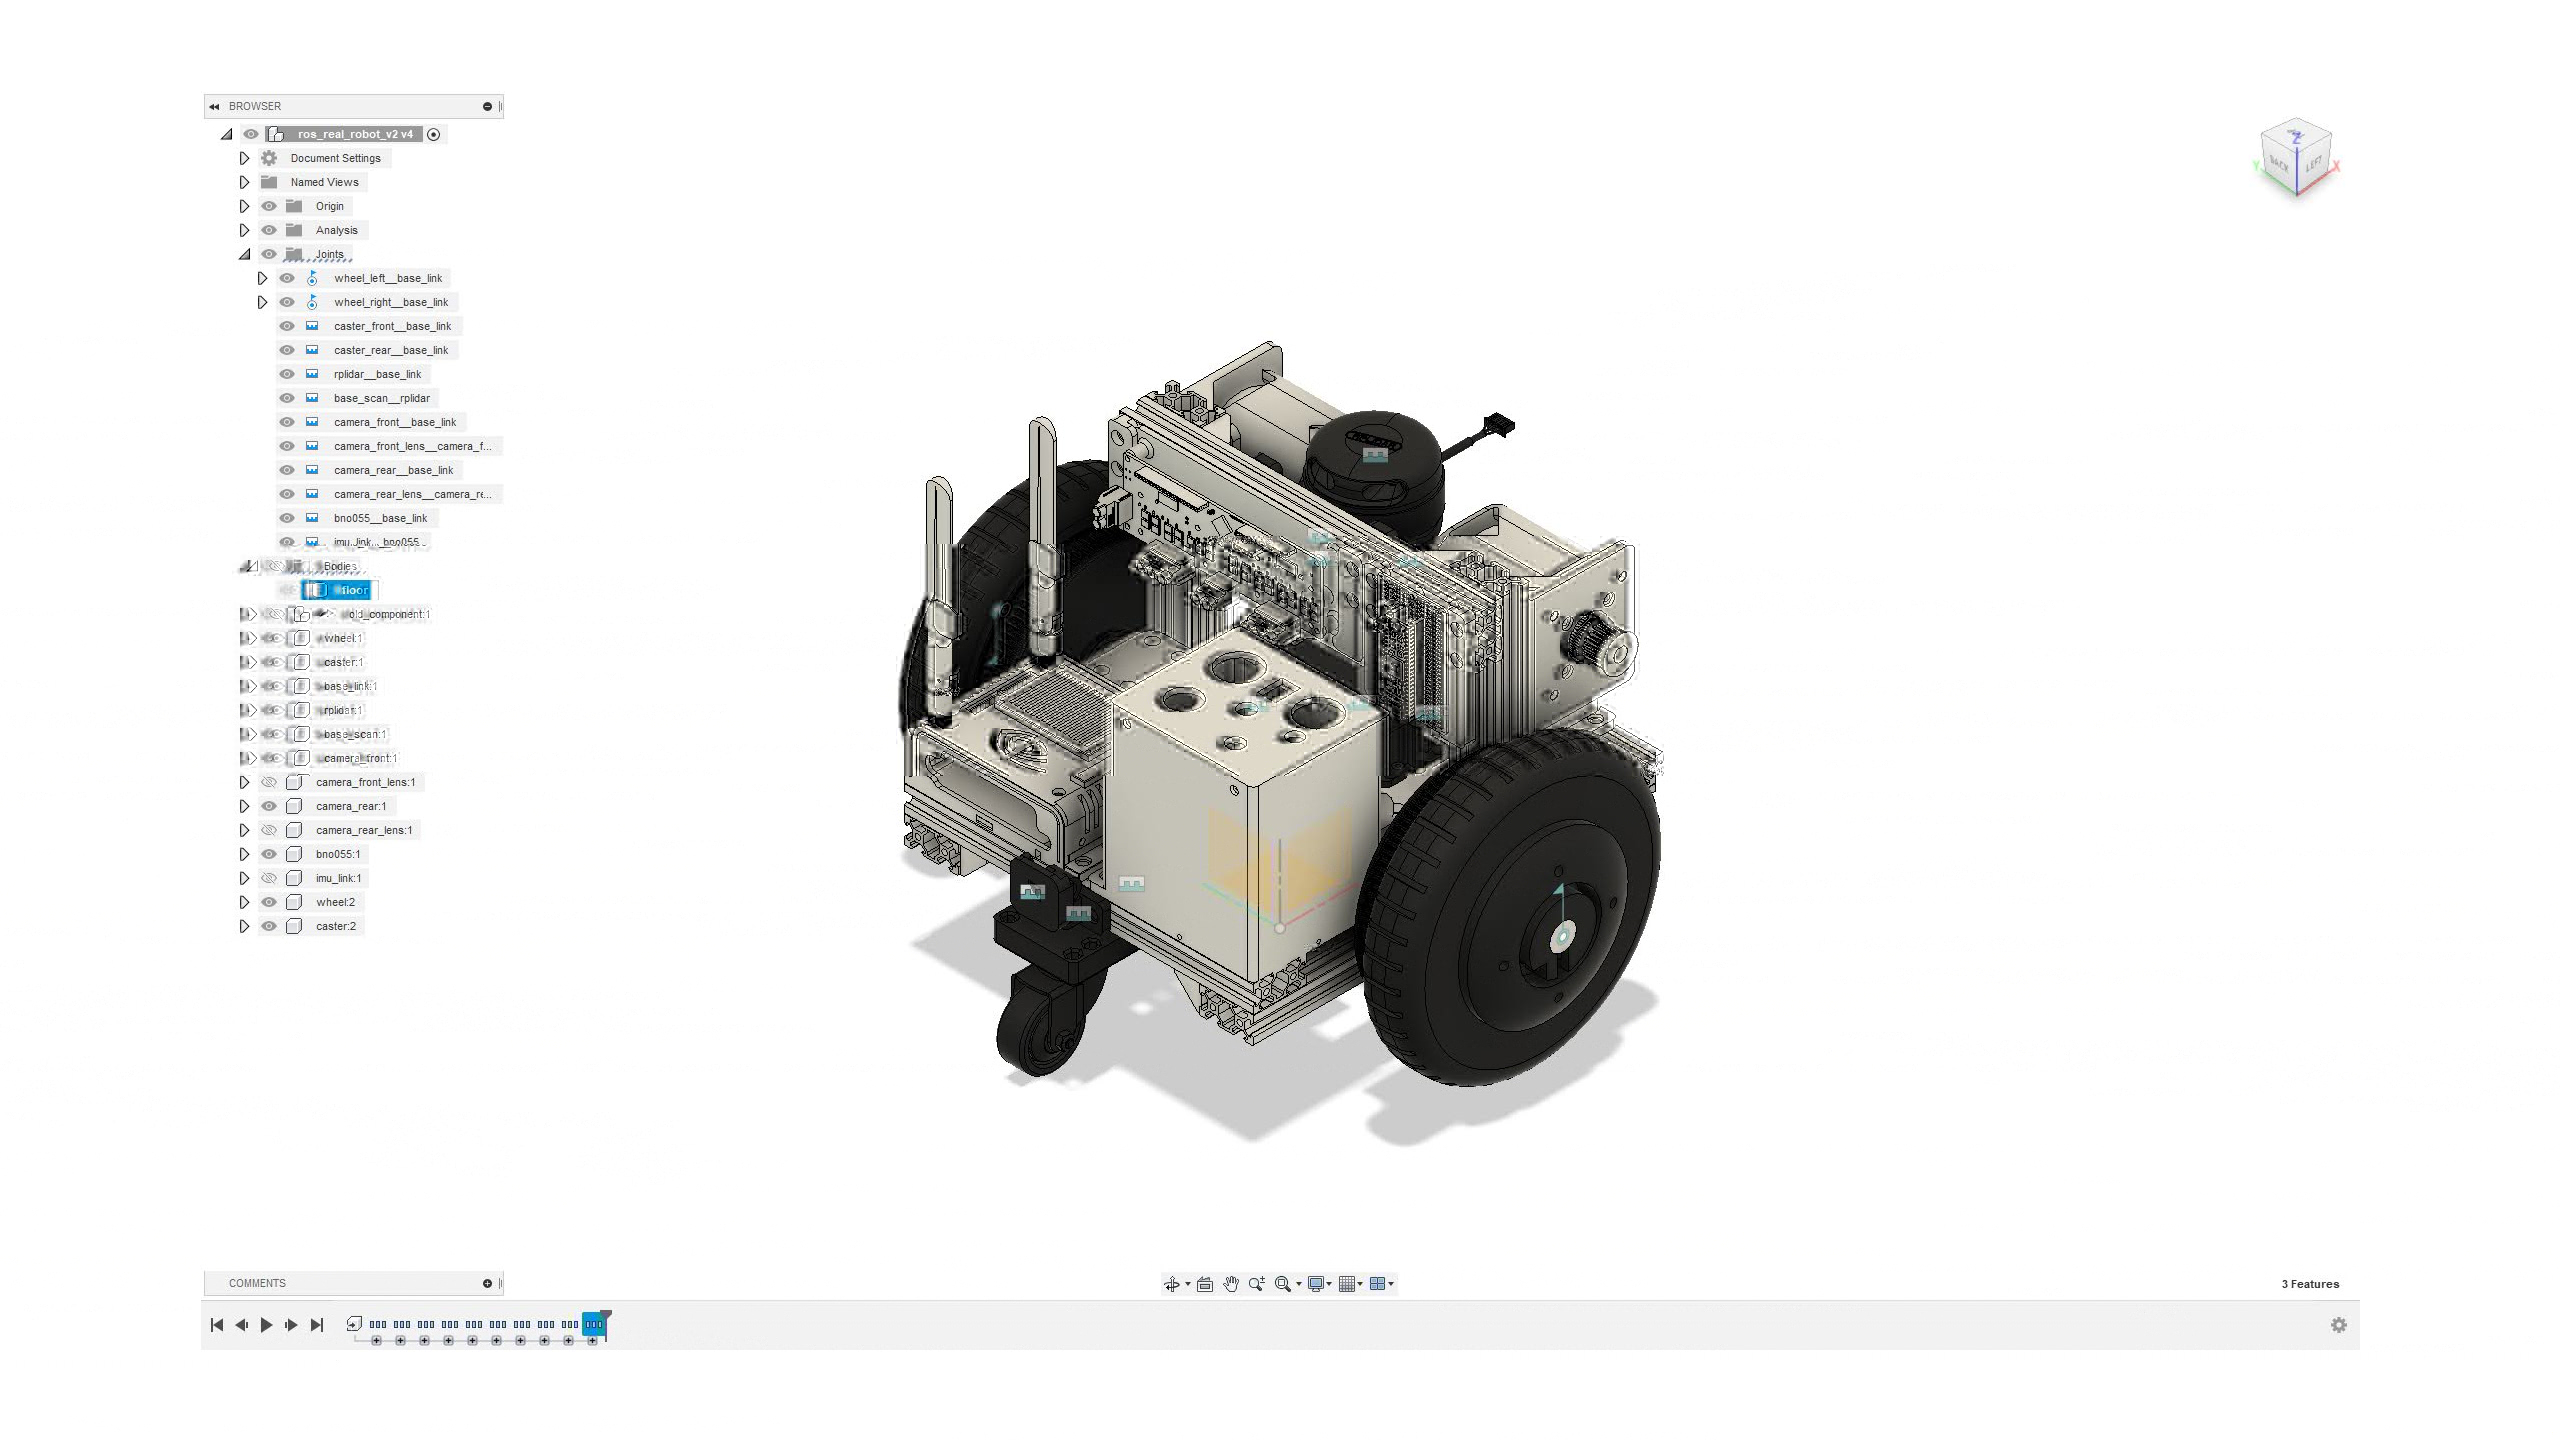 BROWSER
ros_real_robot_v2 v4
Document Settings
Named Views
Origin
Analysis
Joints
wheel_left__base_link
wheel_right__base_link
caster_front__base_link
caster_rear__base_link
rplidar__base_link
base_scan__rplidar
camera_front__base_link
camera_front_lens__camera_f...
camera_rear__base_link
camera_rear_lens__camera_re...
bno055__base_link
imu_link__bno055
Bodies
floor
old_component:1
wheel:1
caster:1
base_link:1
rplidar:1
base_scan:1
camera_front:1
camera_front_lens:1
camera_rear:1
camera_rear_lens:1
bno055:1
imu_link:1
wheel:2
caster:2
Z
BACK
LEFT
Y
X
COMMENTS
3 Features